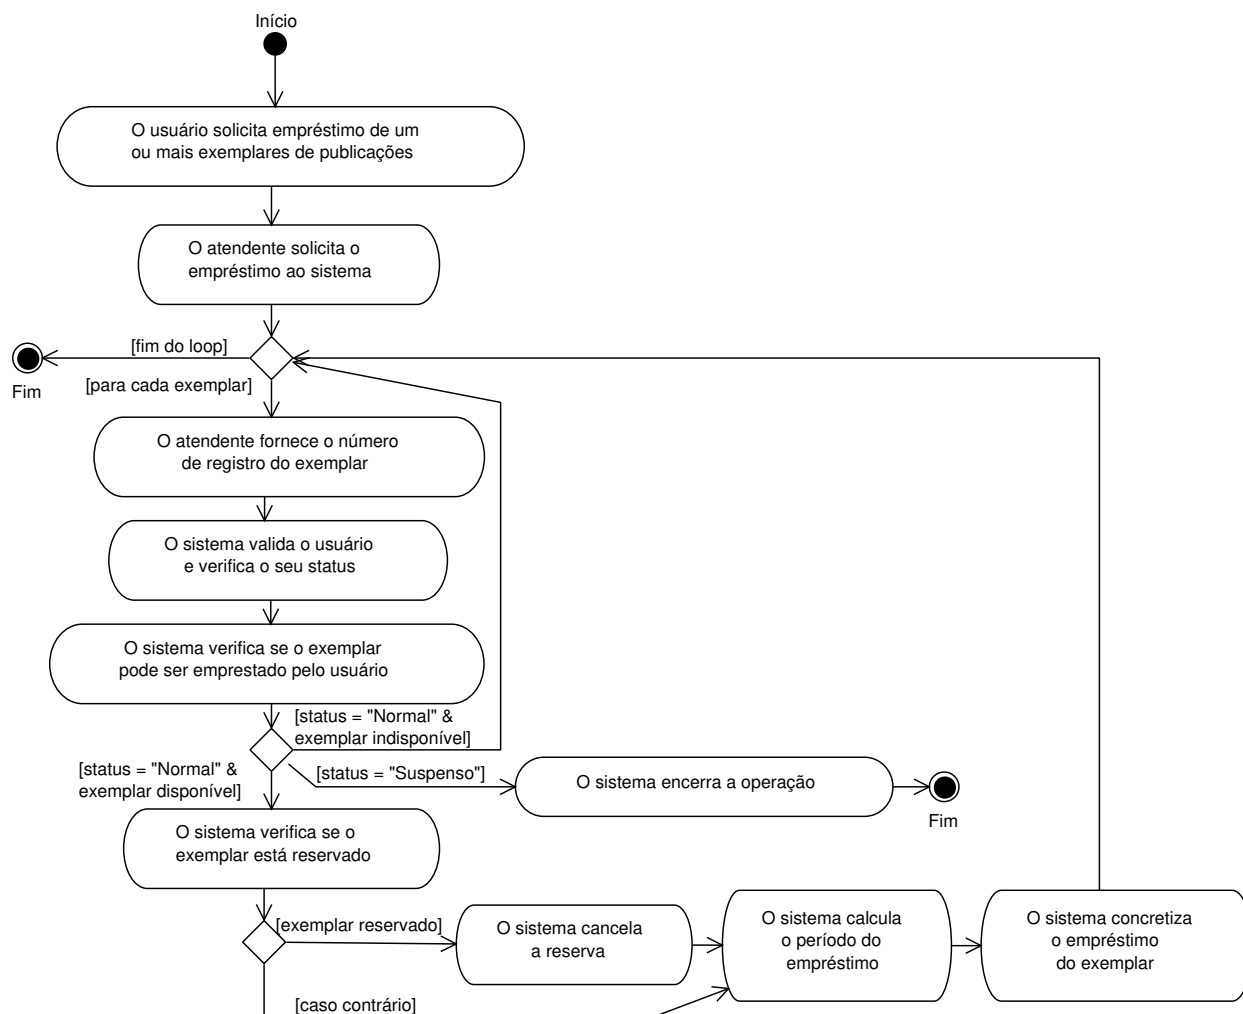 Início
O usuário solicita empréstimo de um
ou mais exemplares de publicações
O atendente solicita o
empréstimo ao sistema
[fim do loop]
Fim
[para cada exemplar]
O atendente fornece o número
de registro do exemplar
O sistema valida o usuário
e verifica o seu status
O sistema verifica se o exemplar
pode ser emprestado pelo usuário
[status = "Normal" &
exemplar indisponível]
[status = "Normal" &
exemplar disponível]
[status = "Suspenso"]
O sistema encerra a operação
Fim
O sistema verifica se o
exemplar está reservado
[exemplar reservado]
O sistema cancela
a reserva
O sistema calcula
o período do
empréstimo
O sistema concretiza
o empréstimo
do exemplar
[caso contrário]